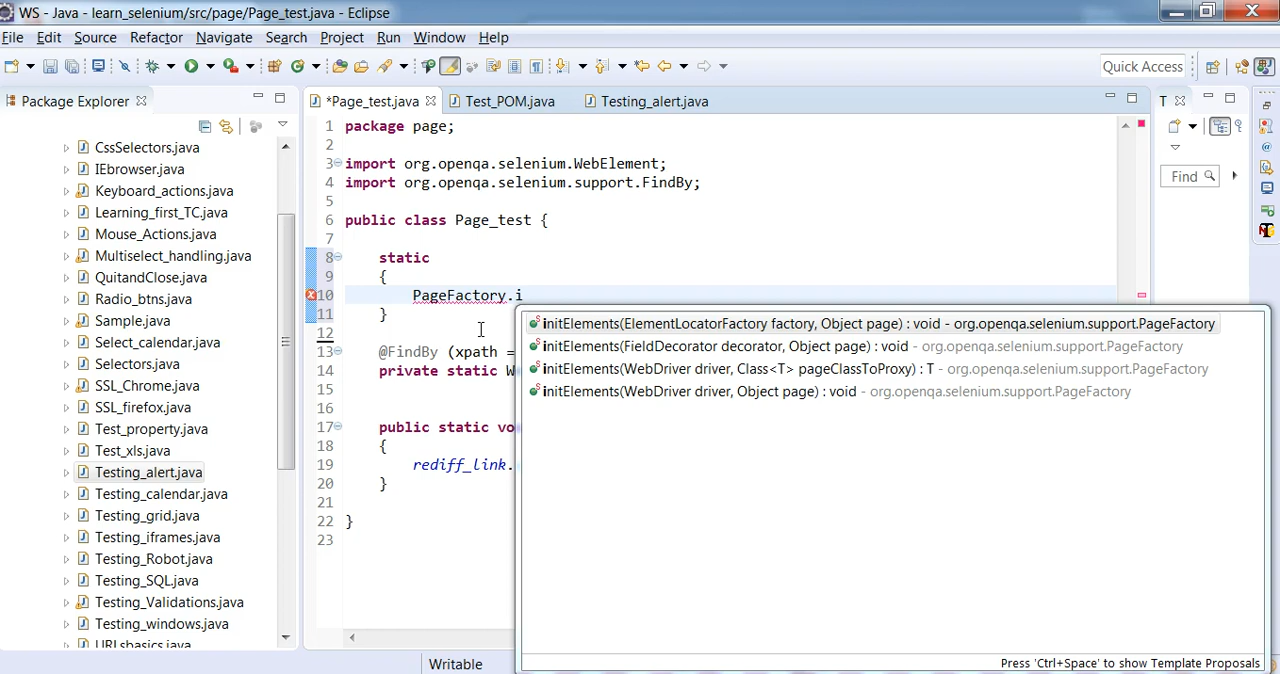 WS - Java - learn_selenium/src/page/Page_test.java - Eclipse
File Edit Source Refactor Navigate Search Project Run Window Help
Quick Access
Package Explorer
*Page_test.java Test_POM.java Testing_alert.java
T
Find
CssSelectors.java
IEbrowser.java
Keyboard_actions.java
Learning_first_TC.java
Mouse_Actions.java
Multiselect_handling.java
QuitandClose.java
Radio_btns.java
Sample.java
Select_calendar.java
Selectors.java
SSL_Chrome.java
SSL_firefox.java
Test_property.java
Test_xls.java
Testing_alert.java
Testing_calendar.java
Testing_grid.java
Testing_iframes.java
Testing_Robot.java
Testing_SQL.java
Testing_Validations.java
Testing_windows.java
URLsbasics.java
1 package page;
2
3 import org.openqa.selenium.WebElement;
4 import org.openqa.selenium.support.FindBy;
5
6 public class Page_test {
7
8 static
9 {
10 PageFactory.i
11 }
12
13 @FindBy (xpath =
14 private static W
15
16
17 public static vo
18 {
19 rediff_link.
20 }
21
22 }
23
initElements(ElementLocatorFactory factory, Object page) : void - org.openqa.selenium.support.PageFactory
initElements(FieldDecorator decorator, Object page) : void - org.openqa.selenium.support.PageFactory
initElements(WebDriver driver, Class<T> pageClassToProxy) : T - org.openqa.selenium.support.PageFactory
initElements(WebDriver driver, Object page) : void - org.openqa.selenium.support.PageFactory
Press 'Ctrl+Space' to show Template Proposals
Writable